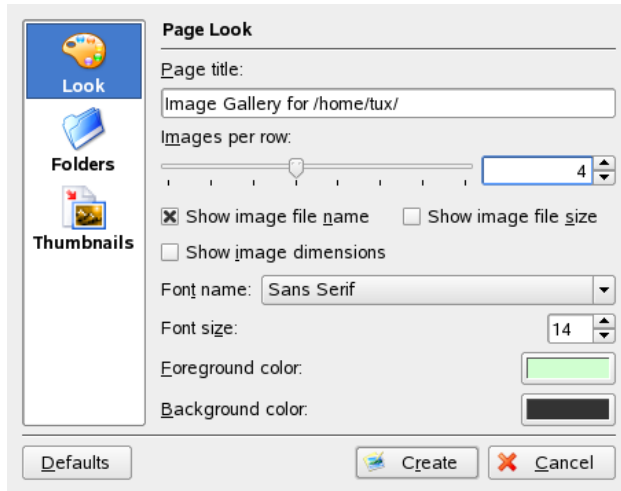 Look
Folders
Thumbnails
Page Look
Page title:
Image Gallery for /home/tux/
Images per row:
4
Show image file name
Show image file size
Show image dimensions
Font name:
Sans Serif
Font size:
14
Foreground color:
Background color:
Defaults
Create
Cancel